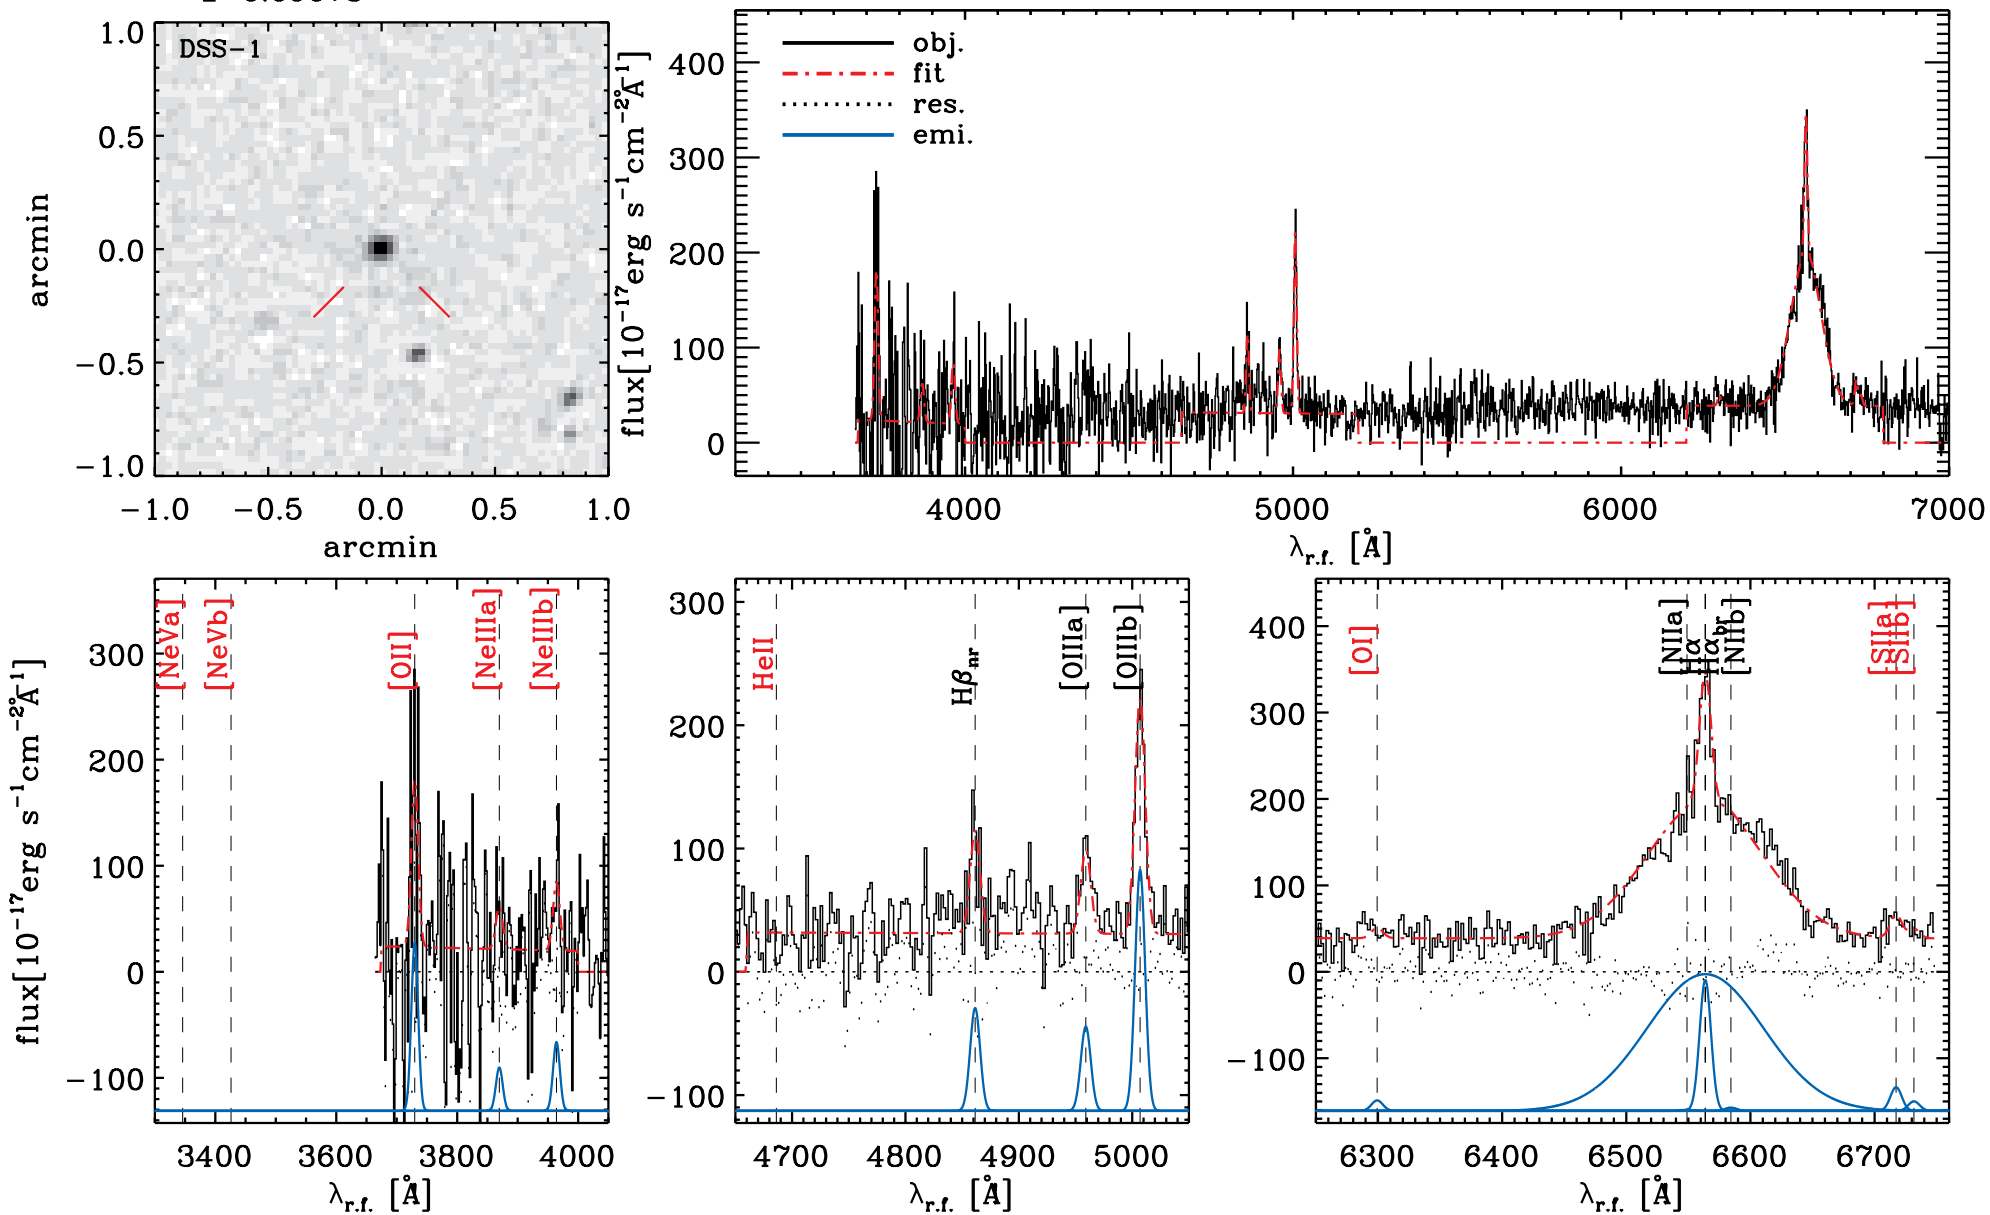 DSS-1
1.0
0.5
0.0
−0.5
−1.0
−1.0 −0.5 0.0 0.5 1.0
arcmin
arcmin
flux[10⁻¹⁷erg s⁻¹cm⁻²Å⁻¹]
400
300
200
100
0
obj.
fit
res.
emi.
4000 5000 6000 7000
λr.f. [Å]
flux[10⁻¹⁷erg s⁻¹cm⁻²Å⁻¹]
300
200
100
0
−100
[NeVa] [NeVb] [OII] [NeIIIa] [NeIIIb]
3400 3600 3800 4000
λr.f. [Å]
300
200
100
0
−100
HeII Hβnr [OIIIa] [OIIIb]
4700 4800 4900 5000
λr.f. [Å]
400
300
200
100
0
−100
[OI] [NIIa] Hα Hαbr [NIIb] [SIIa] [SIIb]
6300 6400 6500 6600 6700
λr.f. [Å]